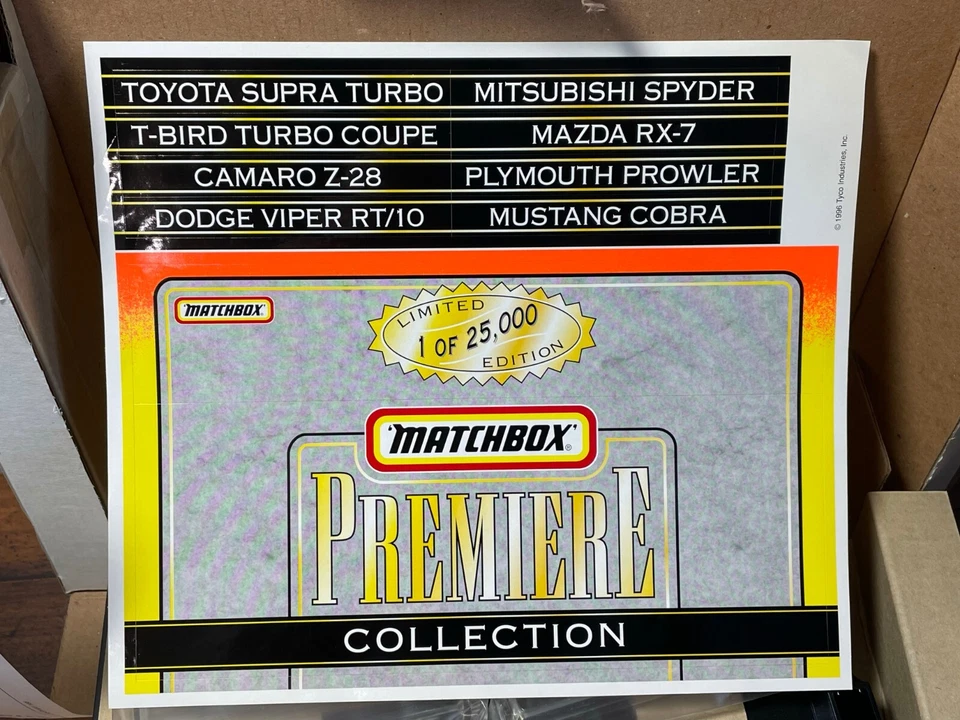 TOYOTA SUPRA TURBO MITSUBISHI SPYDER
T-BIRD TURBO COUPE MAZDA RX-7
CAMARO Z-28 PLYMOUTH PROWLER
DODGE VIPER RT/10 MUSTANG COBRA
© 1996 Tyco Industries, Inc.
MATCHBOX
LIMITED
1 OF 25,000
EDITION
'MATCHBOX'®
PREMIERE
COLLECTION